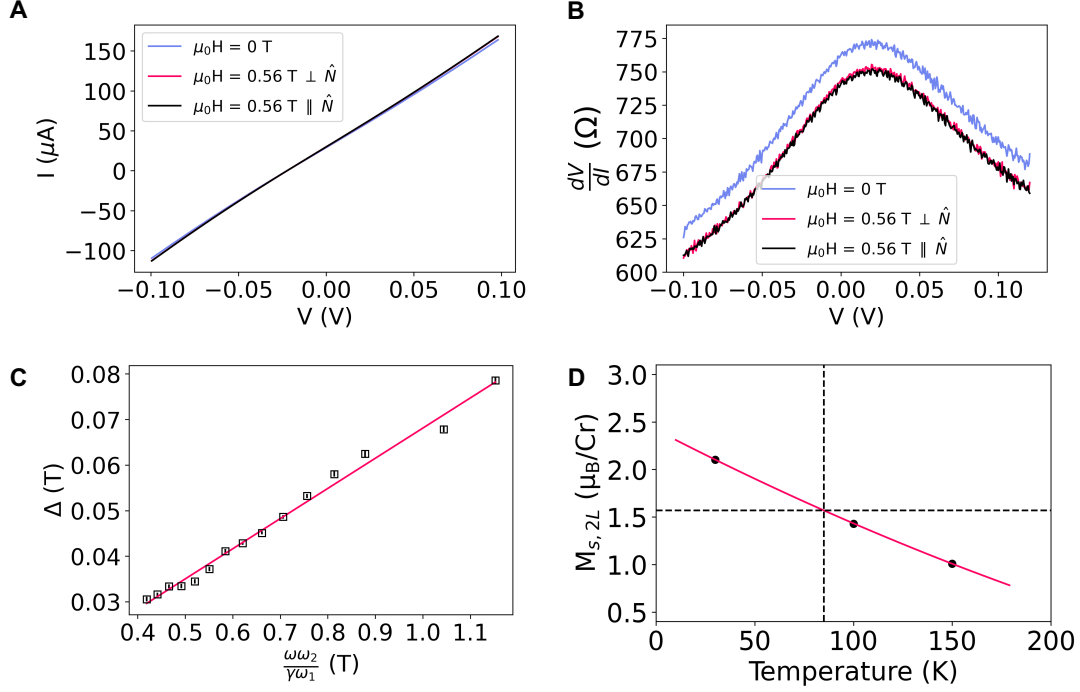 A
I (μA)
150
100
50
0
−50
−100
μ₀H = 0 T
μ₀H = 0.56 T ⊥ N̂
μ₀H = 0.56 T ∥ N̂
−0.10 −0.05 0.00 0.05 0.10
V (V)
B
dV/dI (Ω)
775
750
725
700
675
650
625
600
μ₀H = 0 T
μ₀H = 0.56 T ⊥ N̂
μ₀H = 0.56 T ∥ N̂
−0.10 −0.05 0.00 0.05 0.10
V (V)
C
Δ (T)
0.08
0.07
0.06
0.05
0.04
0.03
0.4 0.5 0.6 0.7 0.8 0.9 1.0 1.1
ωω₂/γω₁ (T)
D
Mₛ,₂L (μB/Cr)
3.0
2.5
2.0
1.5
1.0
0.5
0 50 100 150 200
Temperature (K)